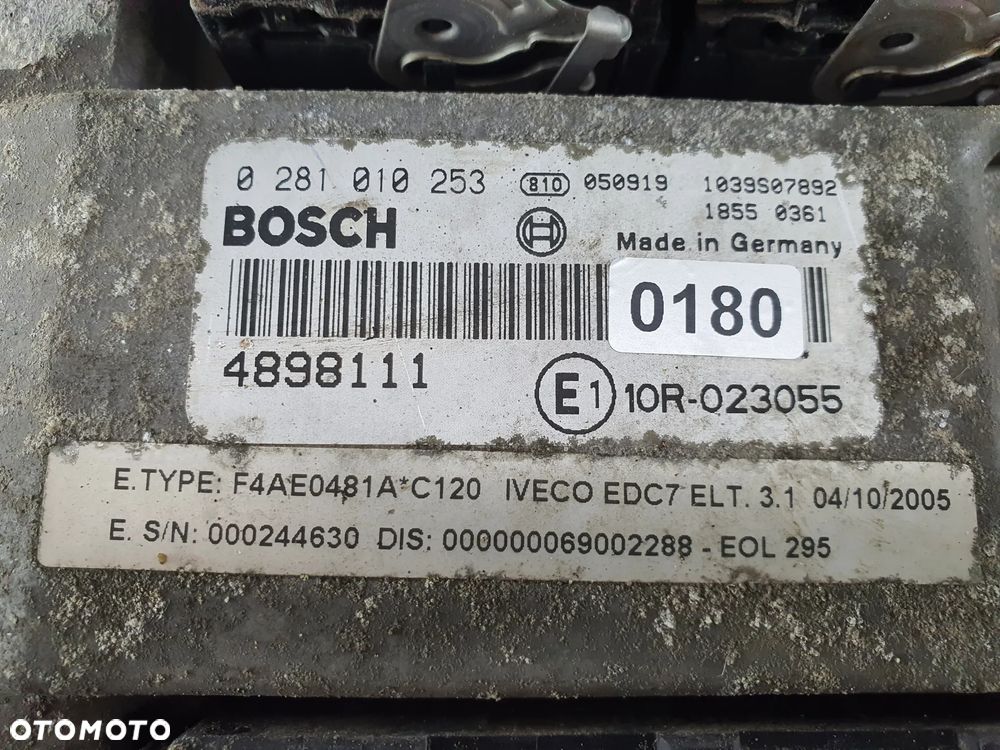 0 281 010 253 810 050919 1039S07892
1855 0361
BOSCH
Made in Germany
0180
4898111
E1 10R-023055
E.TYPE: F4AE0481A*C120 IVECO EDC7 ELT. 3.1 04/10/2005
E. S/N: 000244630 DIS: 000000069002288 - EOL 295
OTOMOTO